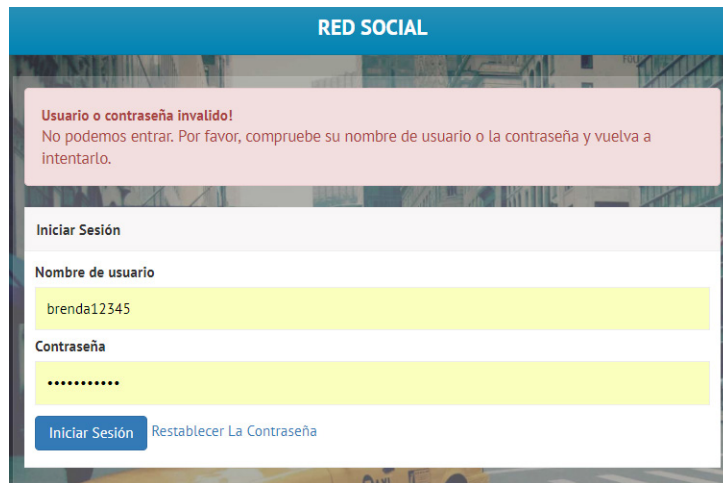 RED SOCIAL
Usuario o contraseña invalido!
No podemos entrar. Por favor, compruebe su nombre de usuario o la contraseña y vuelva a
intentarlo.
Iniciar Sesión
Nombre de usuario
brenda12345
Contraseña
•••••••••••
Iniciar Sesión Restablecer La Contraseña